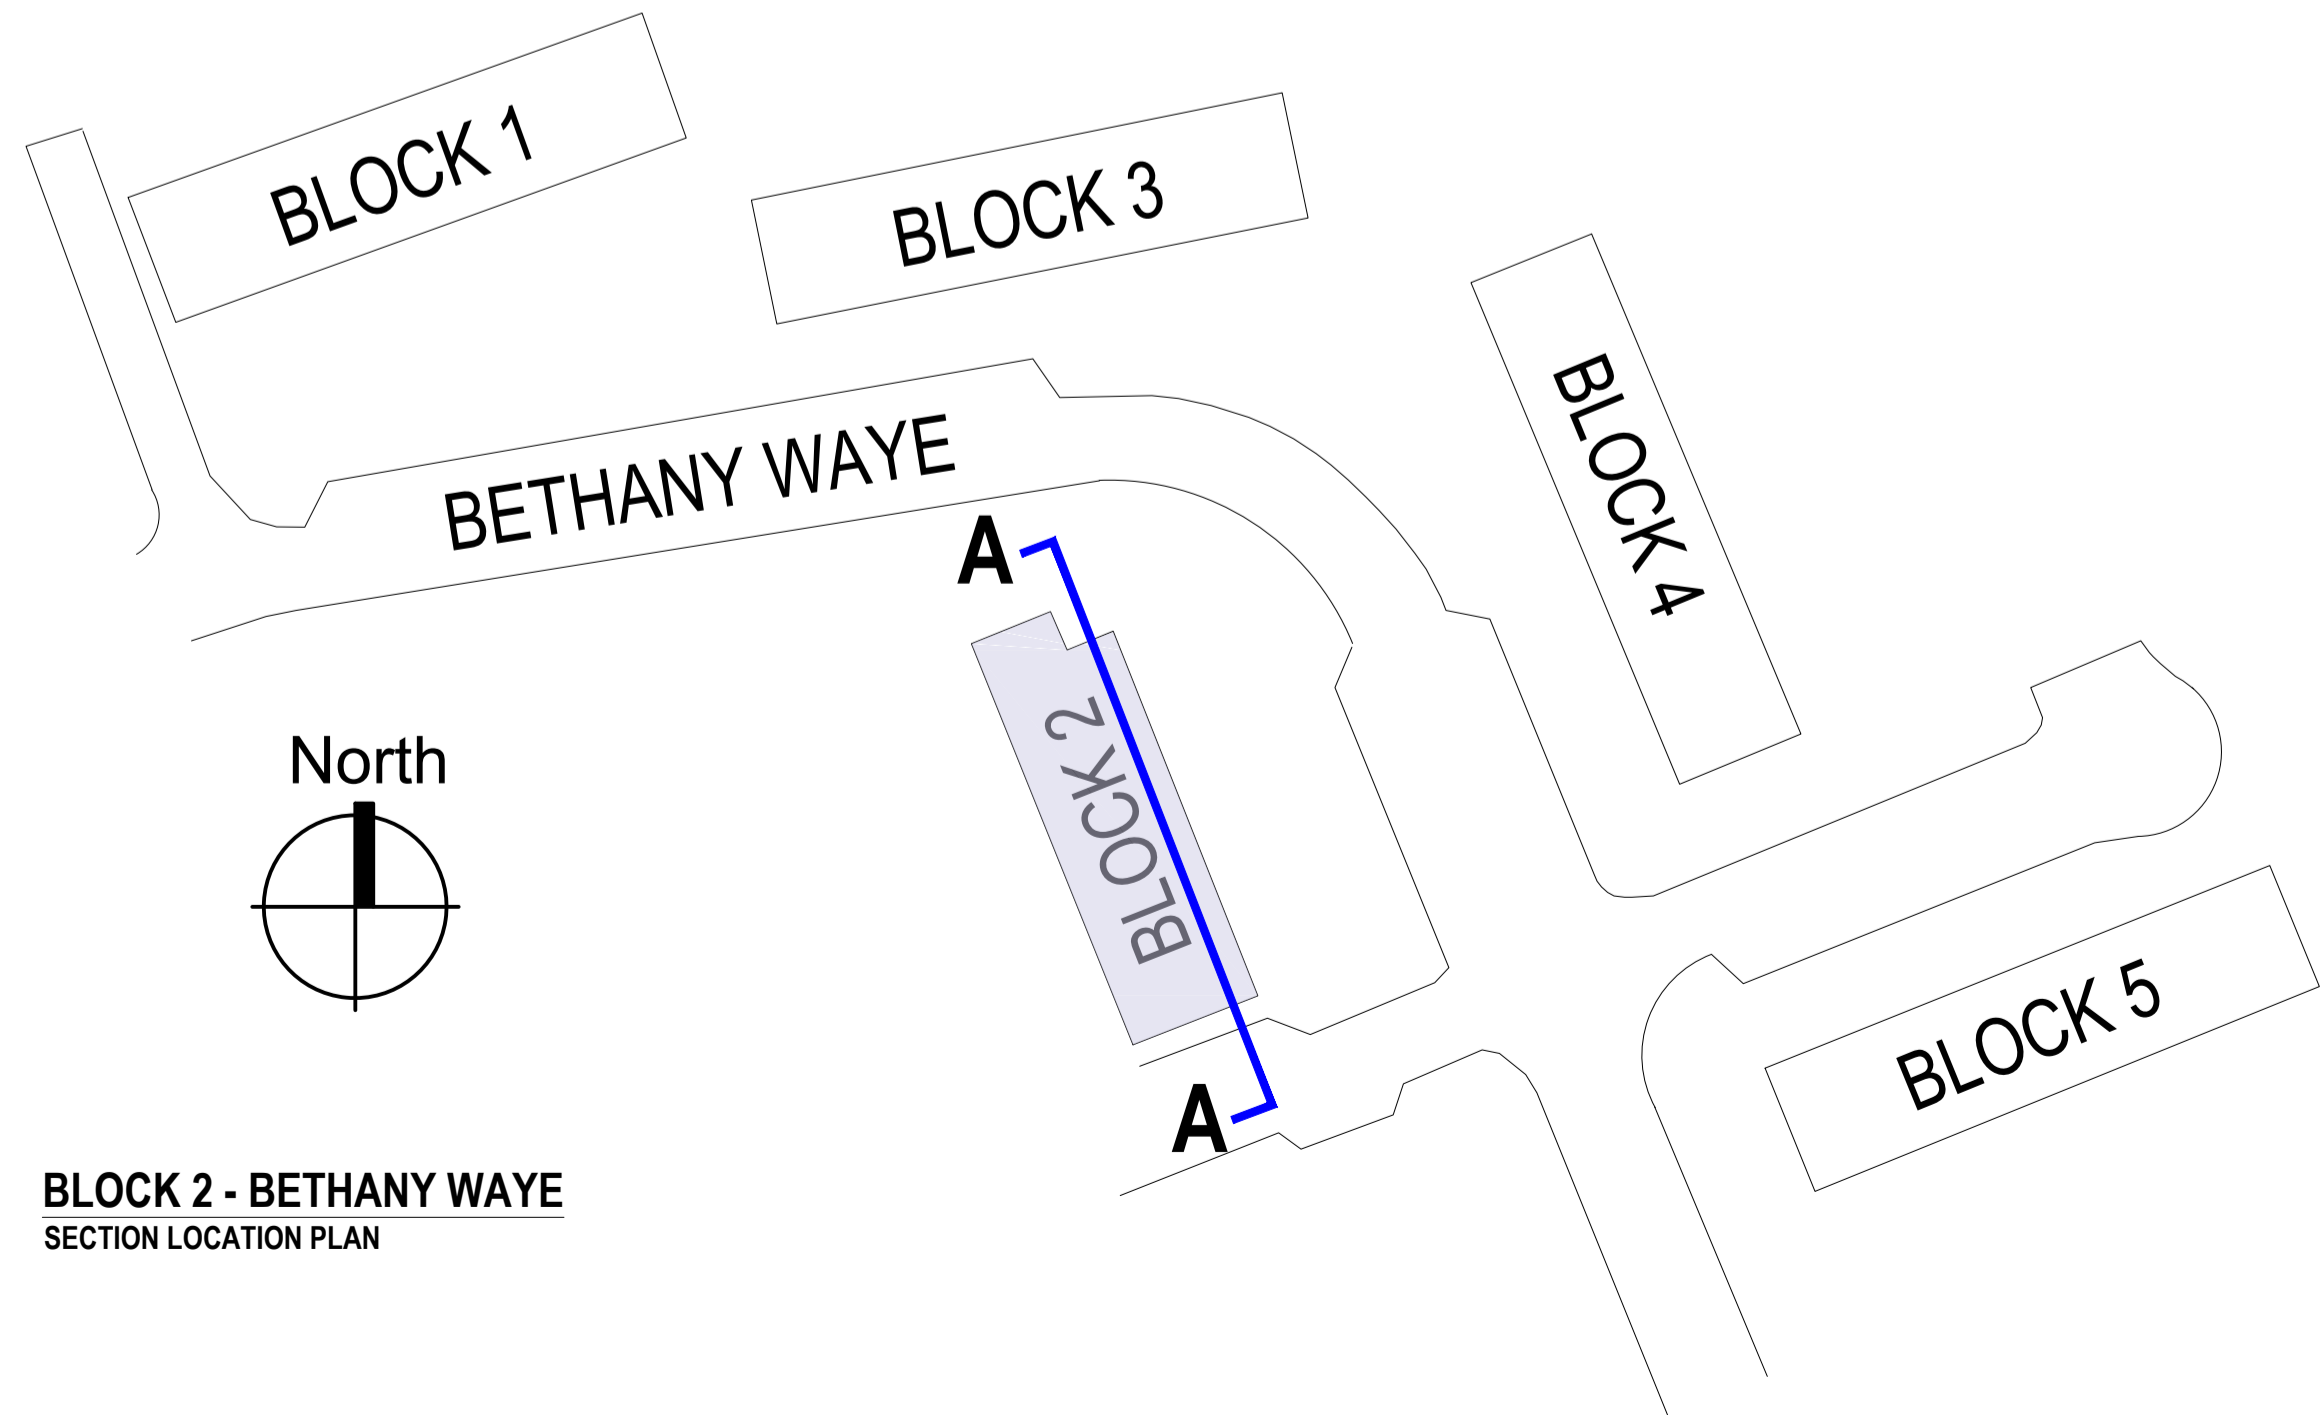 BLOCK 1
BLOCK 3
BLOCK 4
BETHANY WAYE
A
BLOCK 2
North
BLOCK 5
A
BLOCK 2 - BETHANY WAYE
SECTION LOCATION PLAN